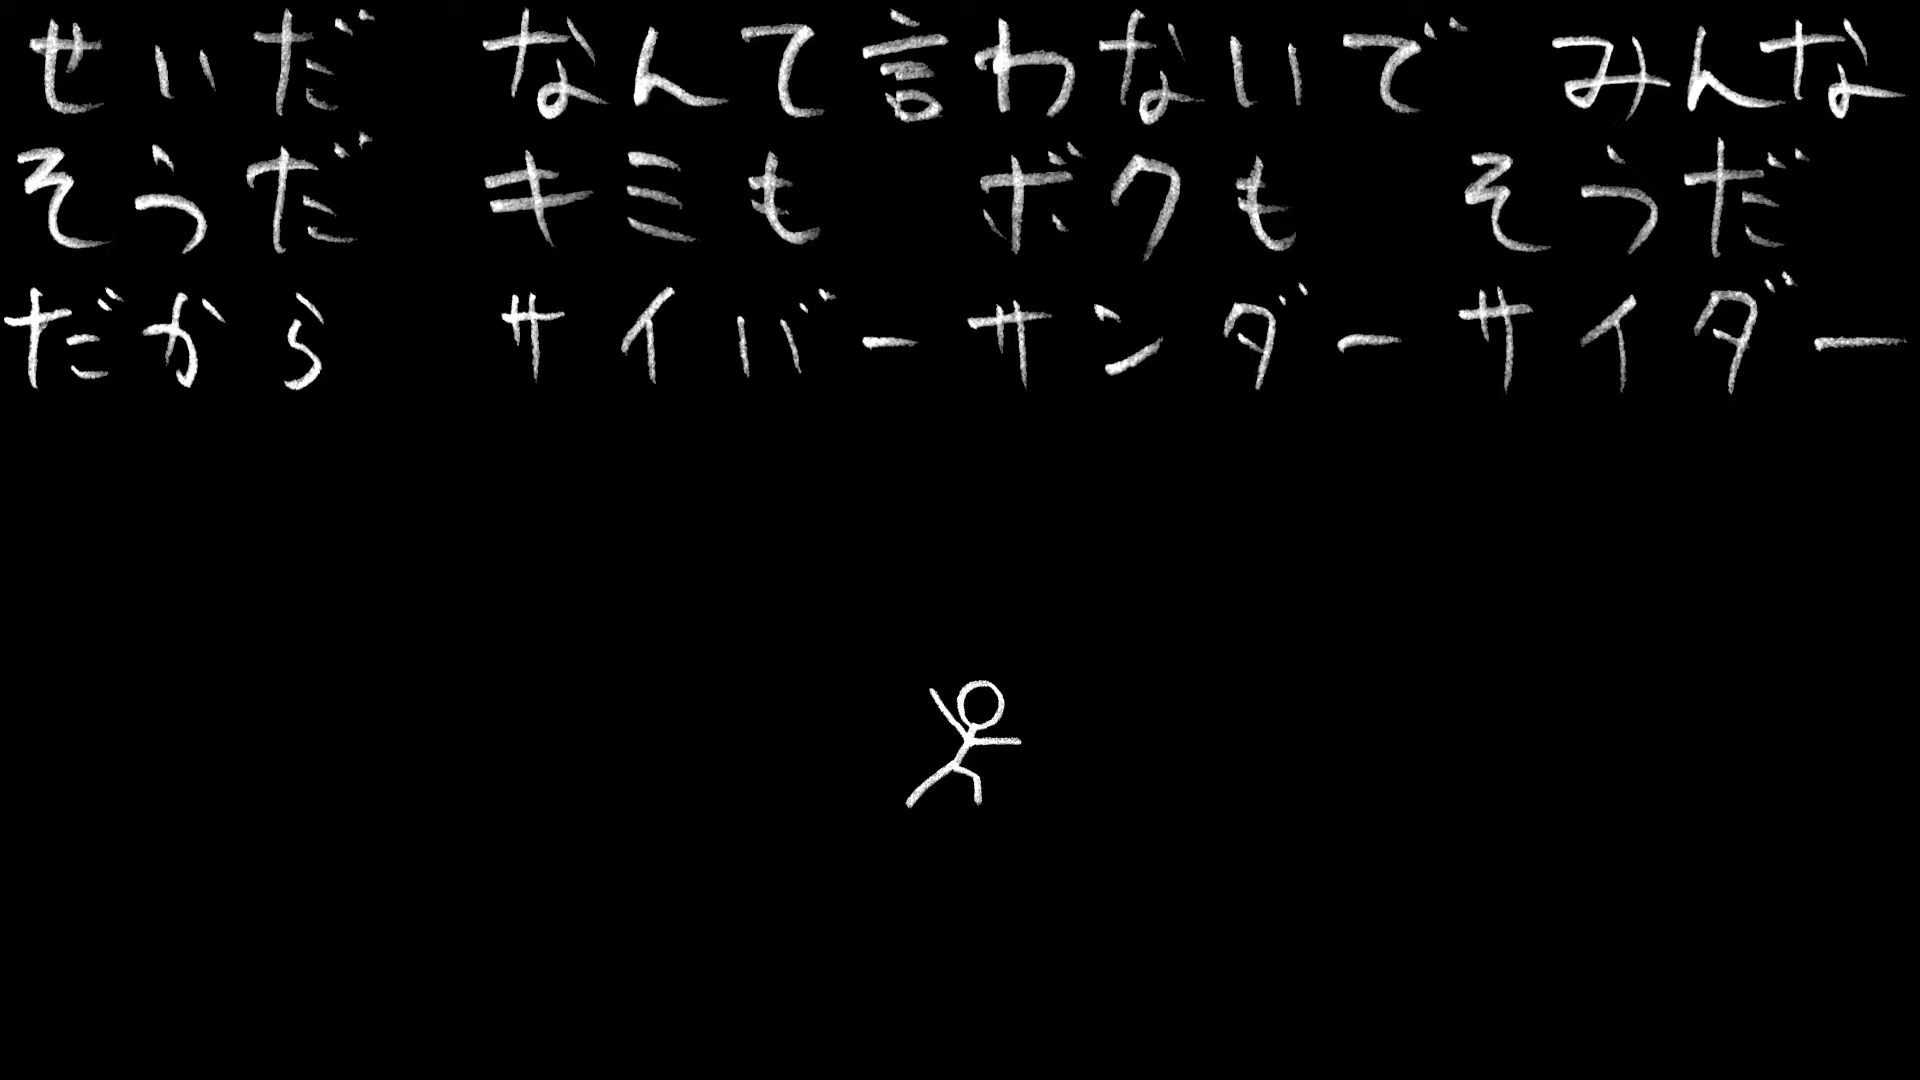 せいだ なんて言わないで みんな
そうだ キミも ボクも そうだ
だから サイバーサンダーサイダー